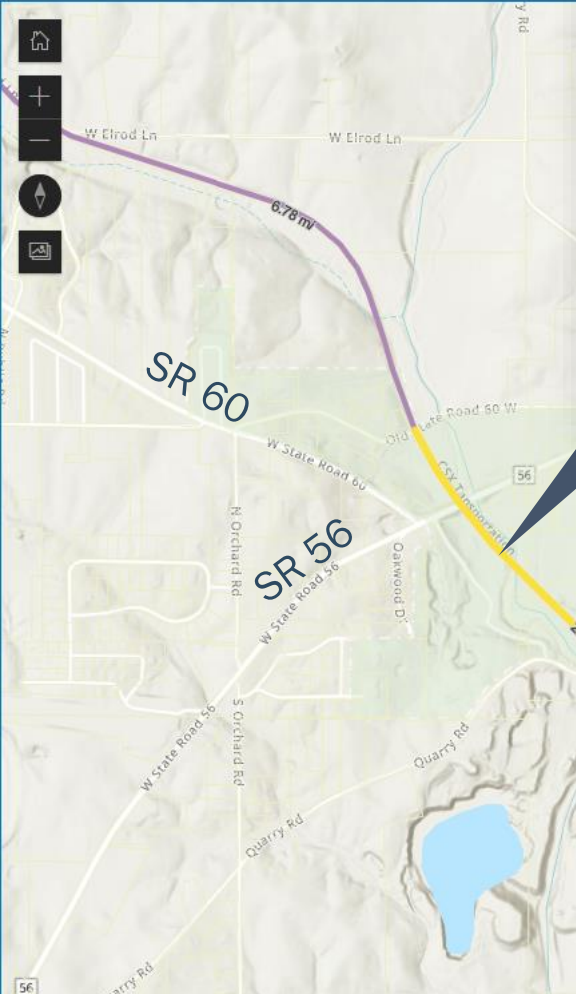 y Rd
W Elrod Ln
W Elrod Ln
6.78 mi
SR 60
Old State Road 60 W
W State Road 60
CSX Transportation
56
N Orchard Rd
SR 56
Oakwood Dr
W State Road 56
S Orchard Rd
W State Road 56
Quarry Rd
Quarry Rd
arry Rd
56